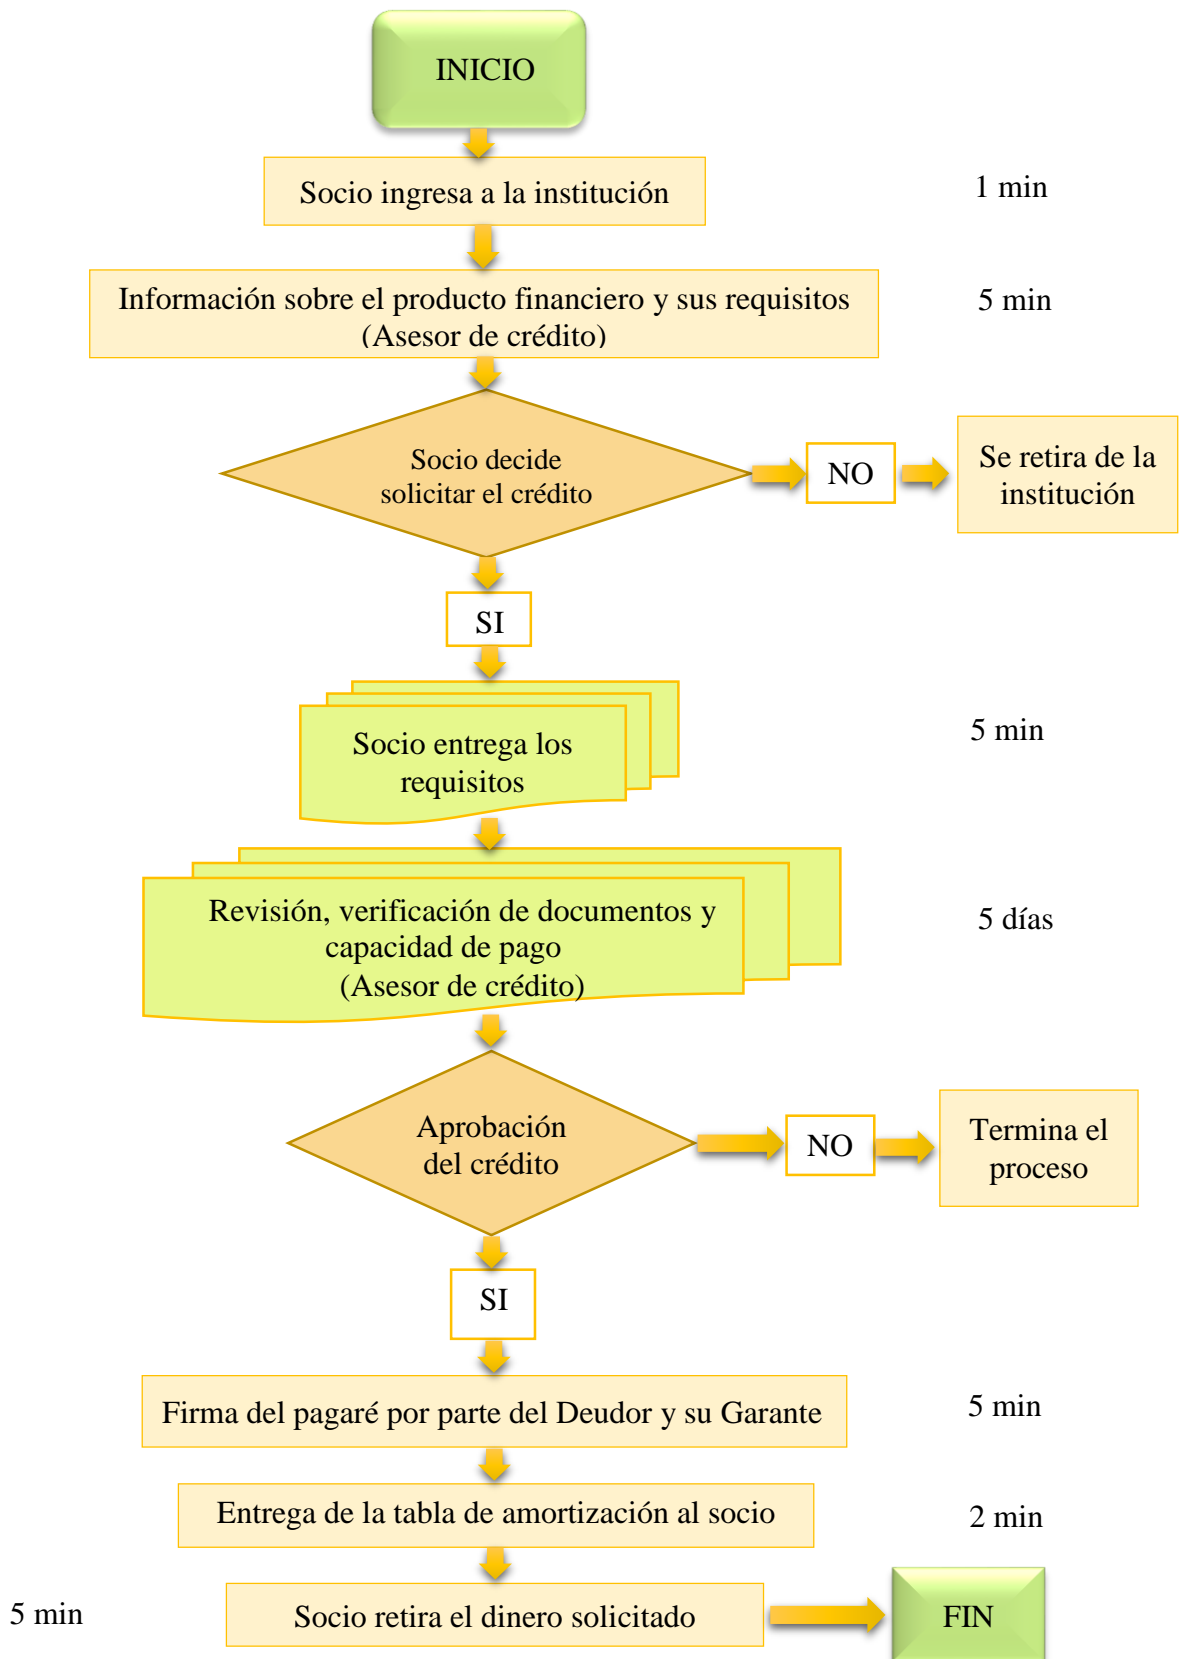 INICIO
Socio ingresa a la institución
1 min
Información sobre el producto financiero y sus requisitos
(Asesor de crédito)
5 min
Socio decide
solicitar el crédito
NO
Se retira de la
institución
SI
Socio entrega los
requisitos
5 min
Revisión, verificación de documentos y
capacidad de pago
(Asesor de crédito)
5 días
Aprobación
del crédito
NO
Termina el
proceso
SI
Firma del pagaré por parte del Deudor y su Garante
5 min
Entrega de la tabla de amortización al socio
2 min
5 min
Socio retira el dinero solicitado
FIN